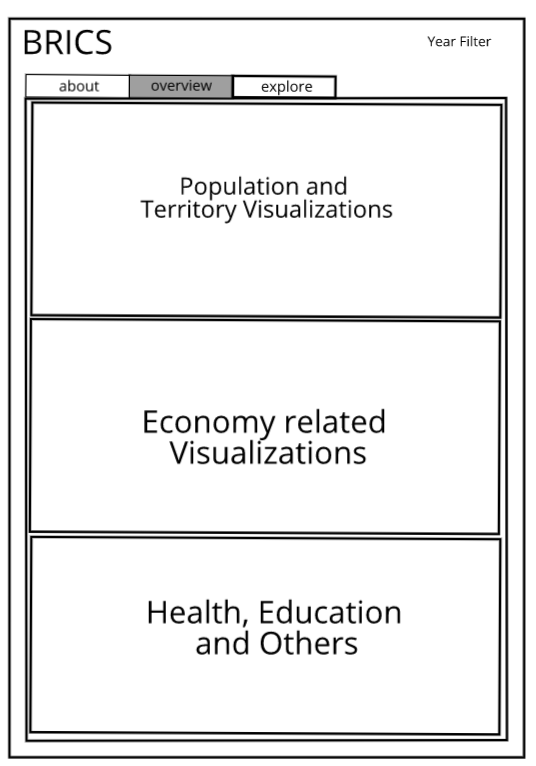 BRICS
Year Filter
about
overview
explore
Population and
Territory Visualizations
Economy related
Visualizations
Health, Education
and Others